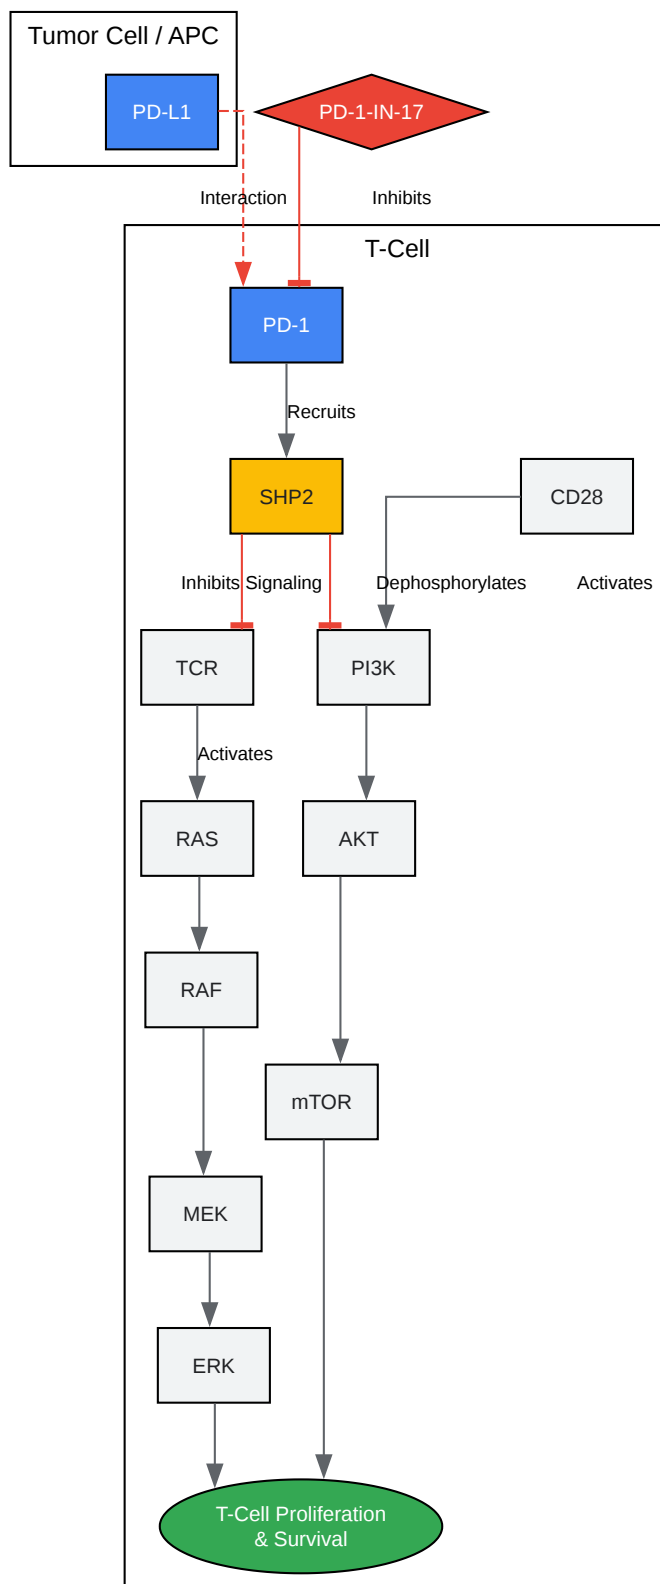 Tumor Cell / APC
PD-L1
PD-1-IN-17
Interaction
Inhibits
T-Cell
PD-1
Recruits
SHP2
CD28
Inhibits Signaling
Dephosphorylates
Activates
TCR
PI3K
Activates
RAS
AKT
RAF
mTOR
MEK
ERK
T-Cell Proliferation
& Survival